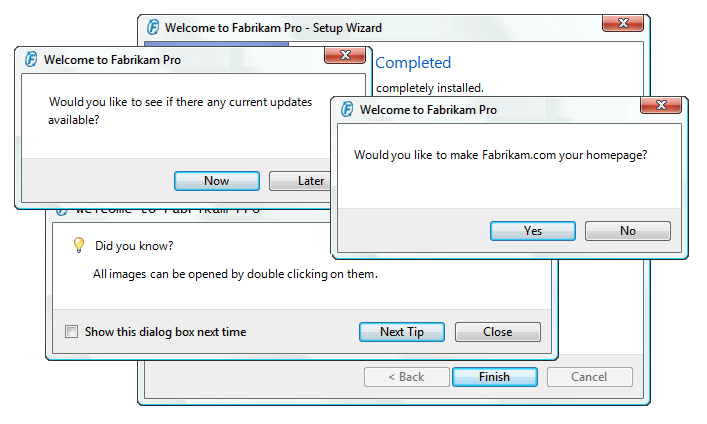 Welcome to Fabrikam Pro - Setup Wizard
Completed
completely installed.
Welcome to Fabrikam Pro
Would you like to see if there any current updates
available?
Now
Later
Welcome to Fabrikam Pro
Would you like to make Fabrikam.com your homepage?
Yes
No
Welcome to Fabrikam Pro
Did you know?
All images can be opened by double clicking on them.
Show this dialog box next time
Next Tip
Close
< Back
Finish
Cancel